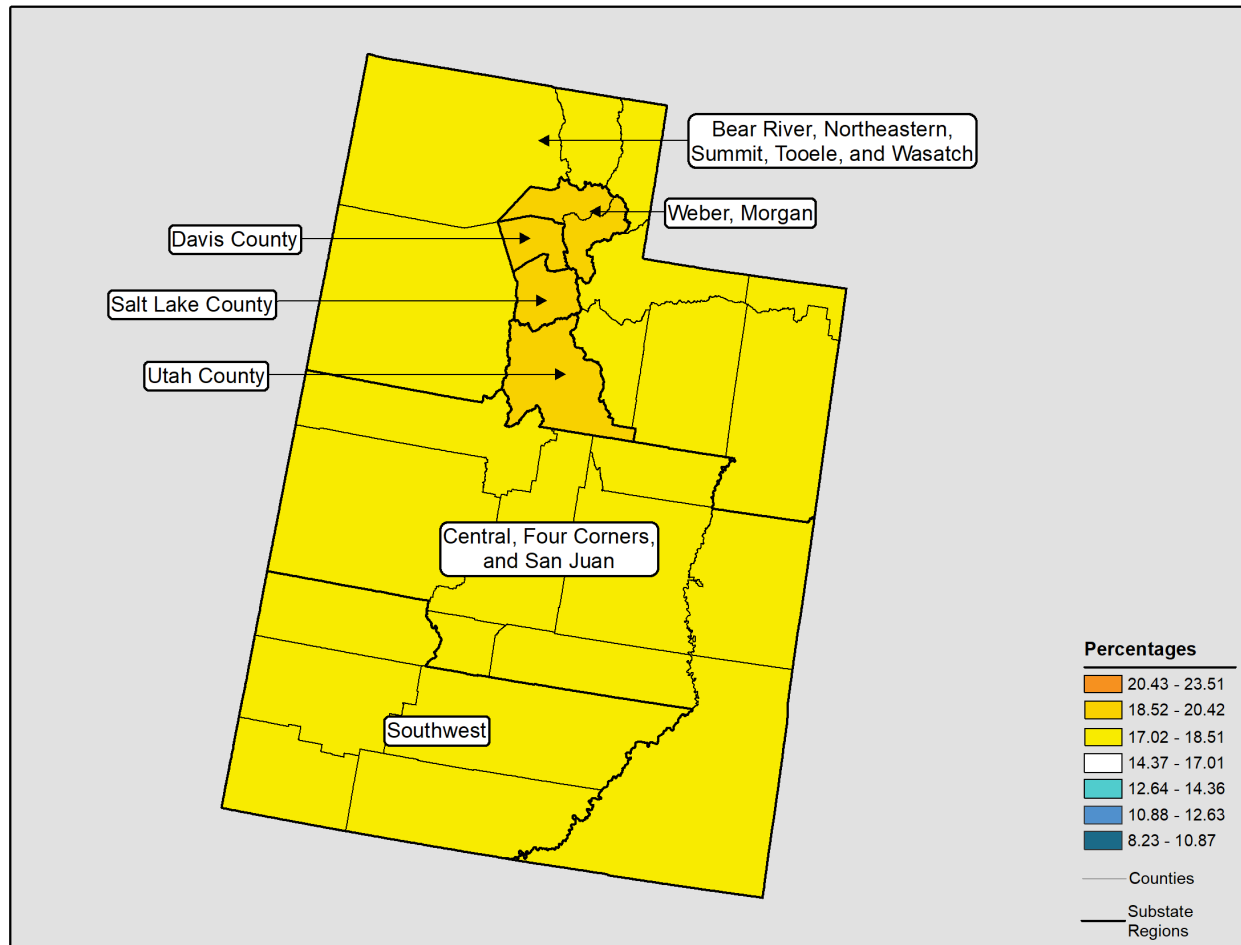 Bear River, Northeastern,
Summit, Tooele, and Wasatch
Weber, Morgan
Davis County
Salt Lake County
Utah County
Central, Four Corners,
and San Juan
Southwest
Percentages
20.43 - 23.51
18.52 - 20.42
17.02 - 18.51
14.37 - 17.01
12.64 - 14.36
10.88 - 12.63
8.23 - 10.87
Counties
Substate
Regions